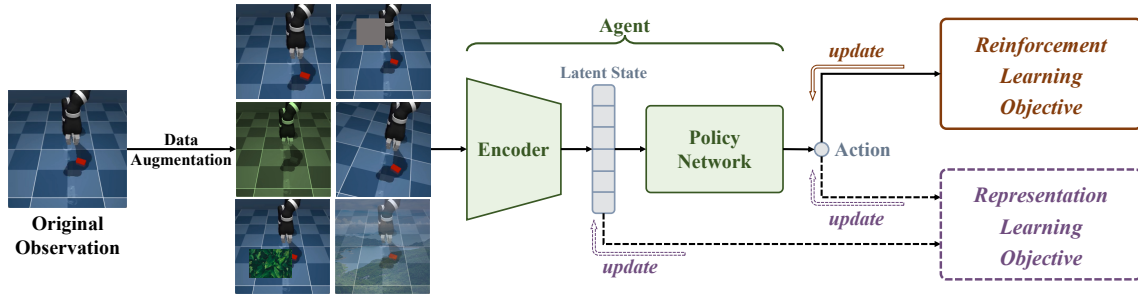 Original
Observation
Data
Augmentation
Agent
Encoder
Latent State
Policy
Network
Action
update
update
update
Reinforcement
Learning
Objective
Representation
Learning
Objective